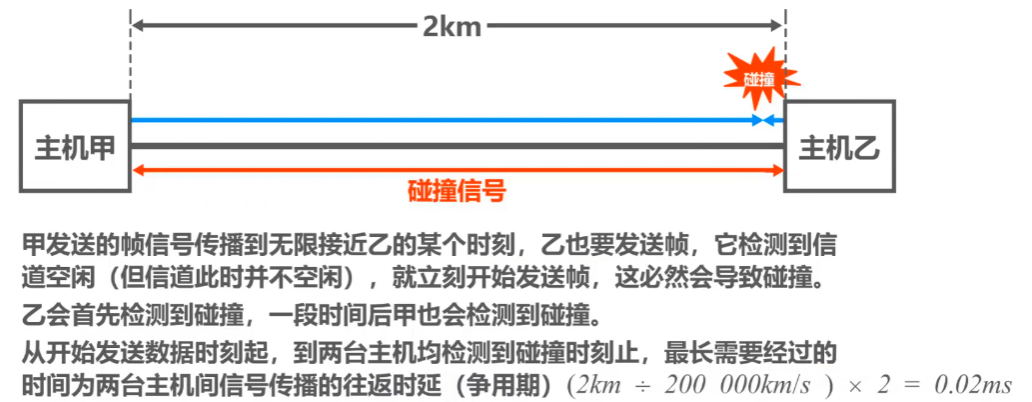 2km
碰撞
主机甲
主机乙
碰撞信号
甲发送的帧信号传播到无限接近乙的某个时刻，乙也要发送帧，它检测到信
道空闲（但信道此时并不空闲），就立刻开始发送帧，这必然会导致碰撞。
乙会首先检测到碰撞，一段时间后甲也会检测到碰撞。
从开始发送数据时刻起，到两台主机均检测到碰撞时刻止，最长需要经过的
时间为两台主机间信号传播的往返时延（争用期）(2km ÷ 200 000km/s ) × 2 = 0.02ms